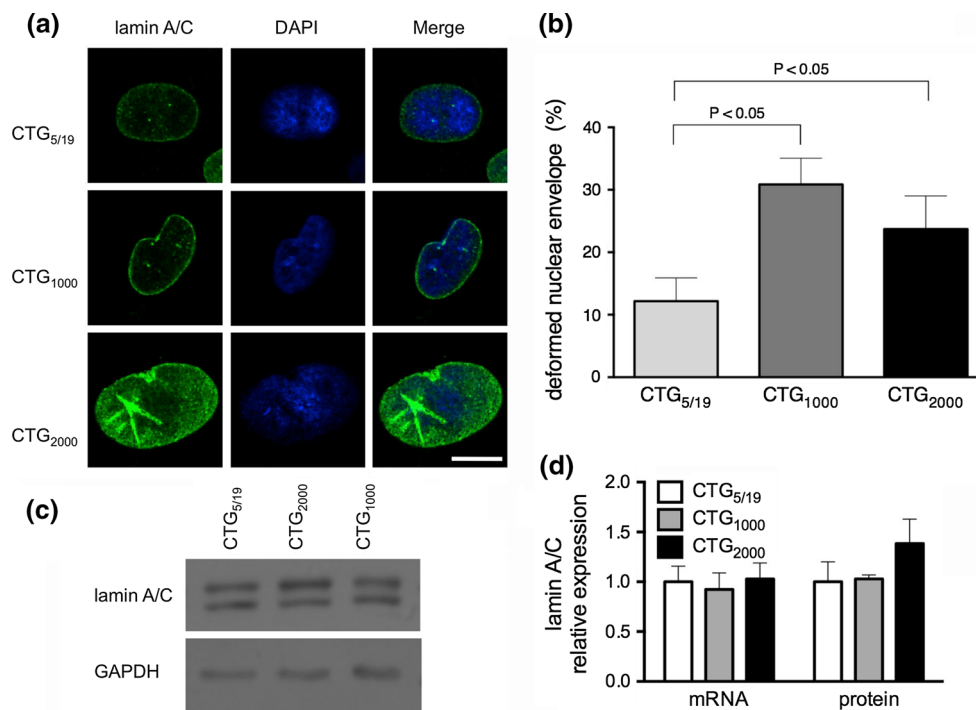 (a)
lamin A/C DAPI Merge
CTG5/19
CTG1000
CTG2000
(b)
P < 0.05
P < 0.05
deformed nuclear envelope (%)
40
30
20
10
0
CTG5/19 CTG1000 CTG2000
(c)
CTG5/19 CTG2000 CTG1000
lamin A/C
GAPDH
(d)
lamin A/C
relative expression
2.0
1.5
1.0
0.5
0.0
CTG5/19
CTG1000
CTG2000
mRNA protein